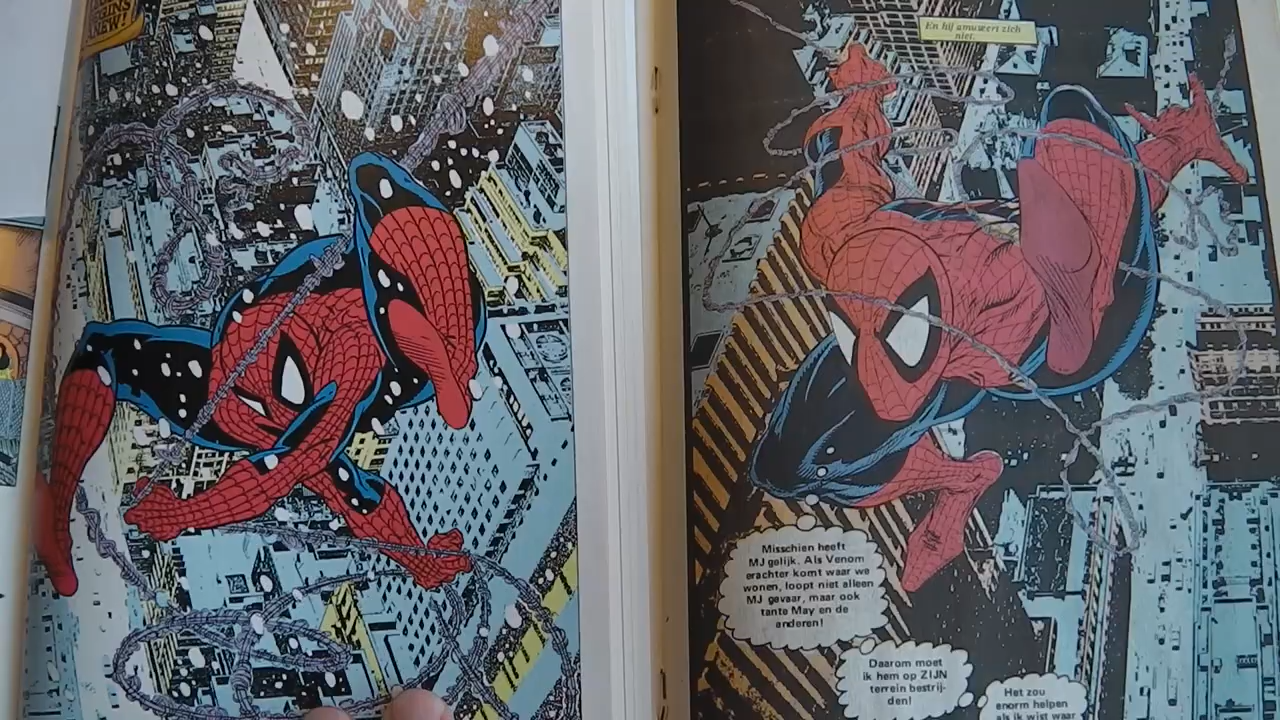 ANEW!
En hij amuseert zich
niet.
Misschien heeft
MJ gelijk. Als Venom
erachter komt waar we
wonen, loopt niet alleen
MJ gevaar, maar ook
tante May en de
anderen!
Daarom moet
ik hem op ZIJN
terrein bestrij-
den!
Het zou
enorm helpen
als ik wist waar